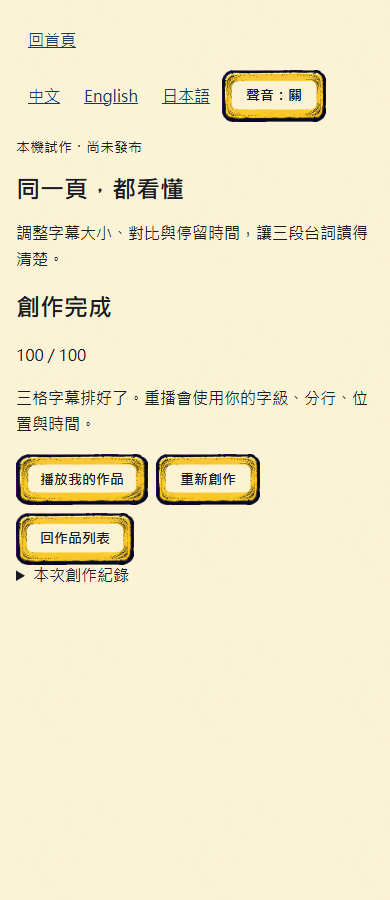 回首頁
中文 English 日本語 聲音：關
本機試作·尚未發布
同一頁，都看懂
調整字幕大小、對比與停留時間，讓三段台詞讀得
清楚。
創作完成
100 / 100
三格字幕排好了。重播會使用你的字級、分行、位
置與時間。
播放我的作品 重新創作
回作品列表
▶ 本次創作紀錄